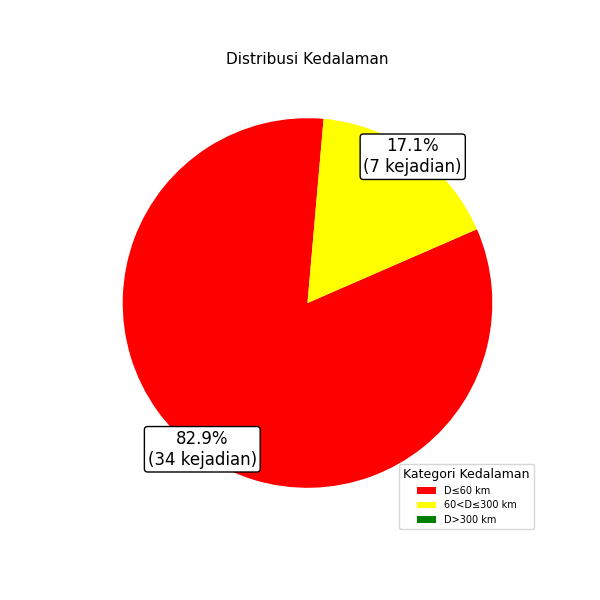 Distribusi Kedalaman
17.1%
(7 kejadian)
82.9%
(34 kejadian)
Kategori Kedalaman
D≤60 km
60<D≤300 km
D>300 km